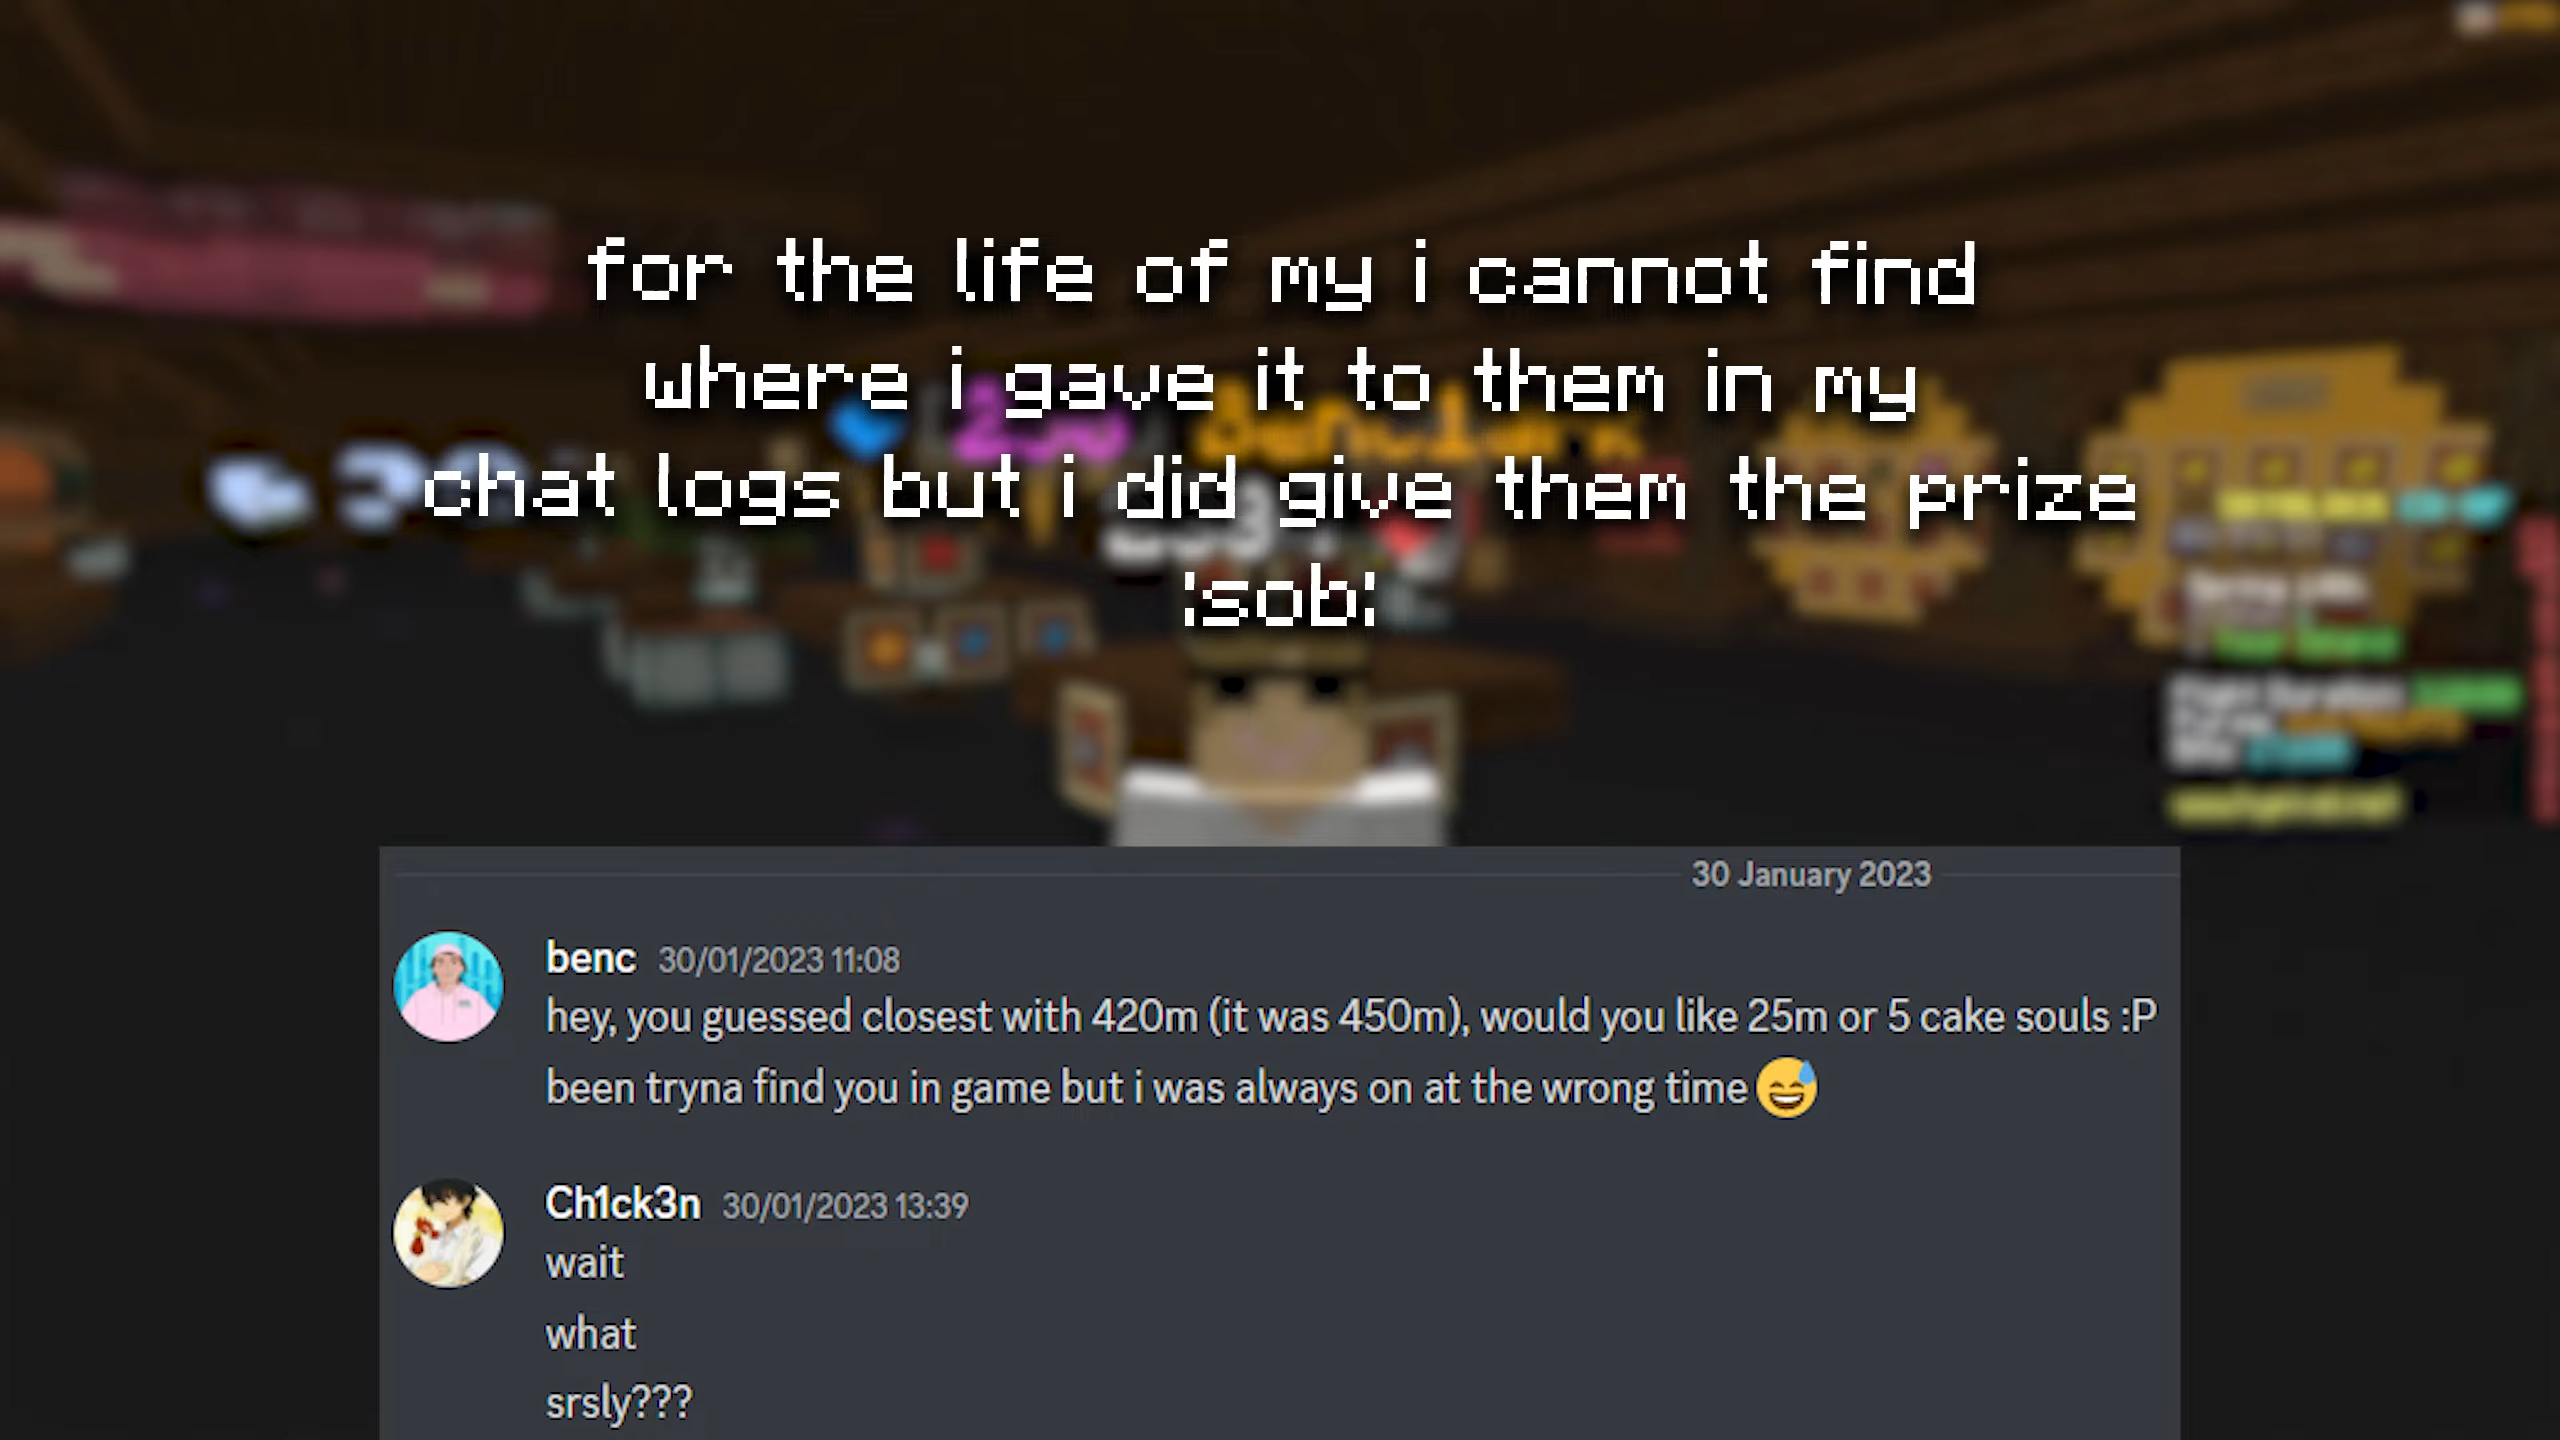 for the life of my i cannot find
where i gave it to them in my
chat logs but i did give them the prize
:sob:
30 January 2023
benc 30/01/2023 11:08
hey, you guessed closest with 420m (it was 450m), would you like 25m or 5 cake souls :P
been tryna find you in game but i was always on at the wrong time 😅
Ch1ck3n 30/01/2023 13:39
wait
what
srsly???